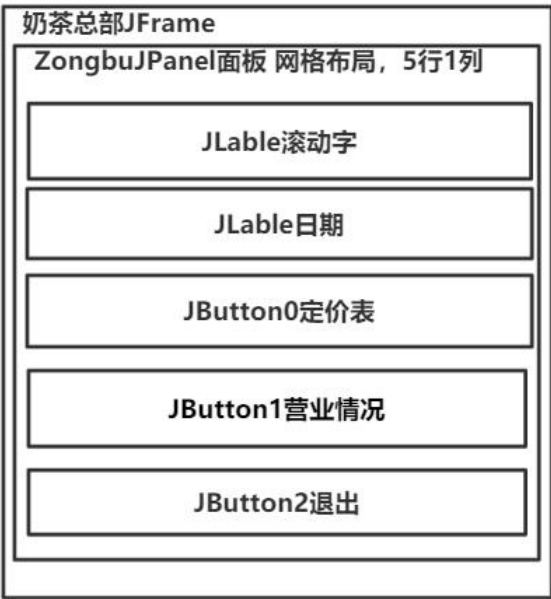 奶茶总部JFrame
ZongbuJPanel面板 网格布局，5行1列
JLable滚动字
JLable日期
JButton0定价表
JButton1营业情况
JButton2退出